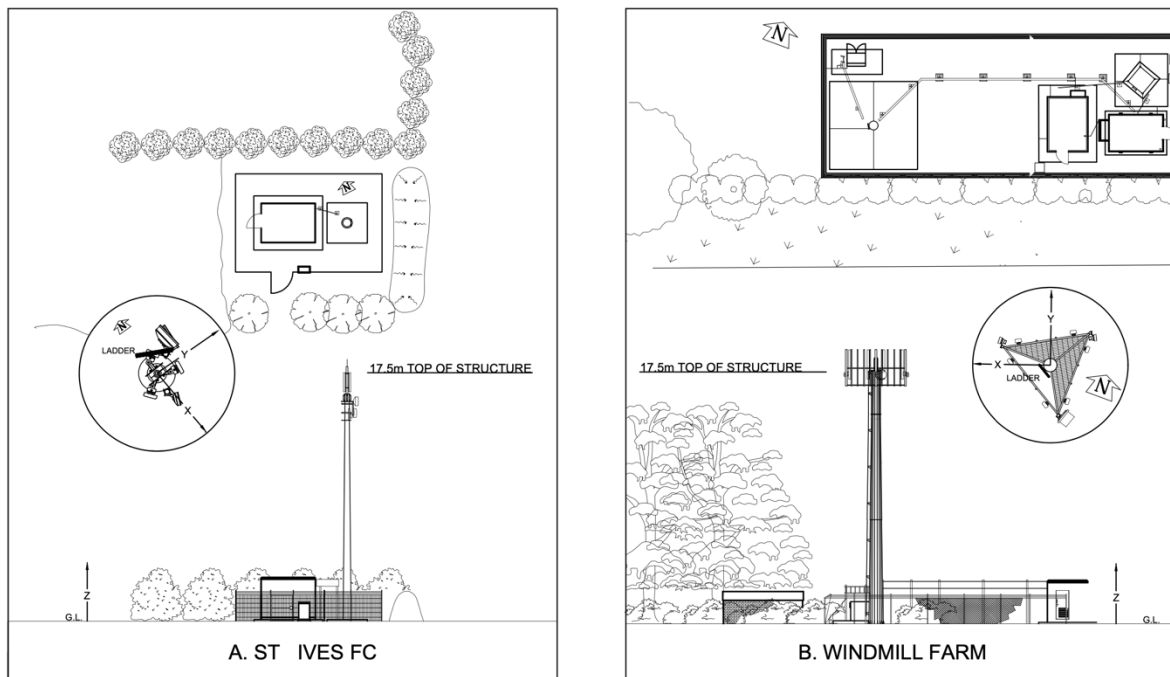 N
N
LADDER
Y
X
17.5m TOP OF STRUCTURE
Z
G.L.
A. ST IVES FC
N
Y
X
LADDER
N
17.5m TOP OF STRUCTURE
Z
G.L.
B. WINDMILL FARM